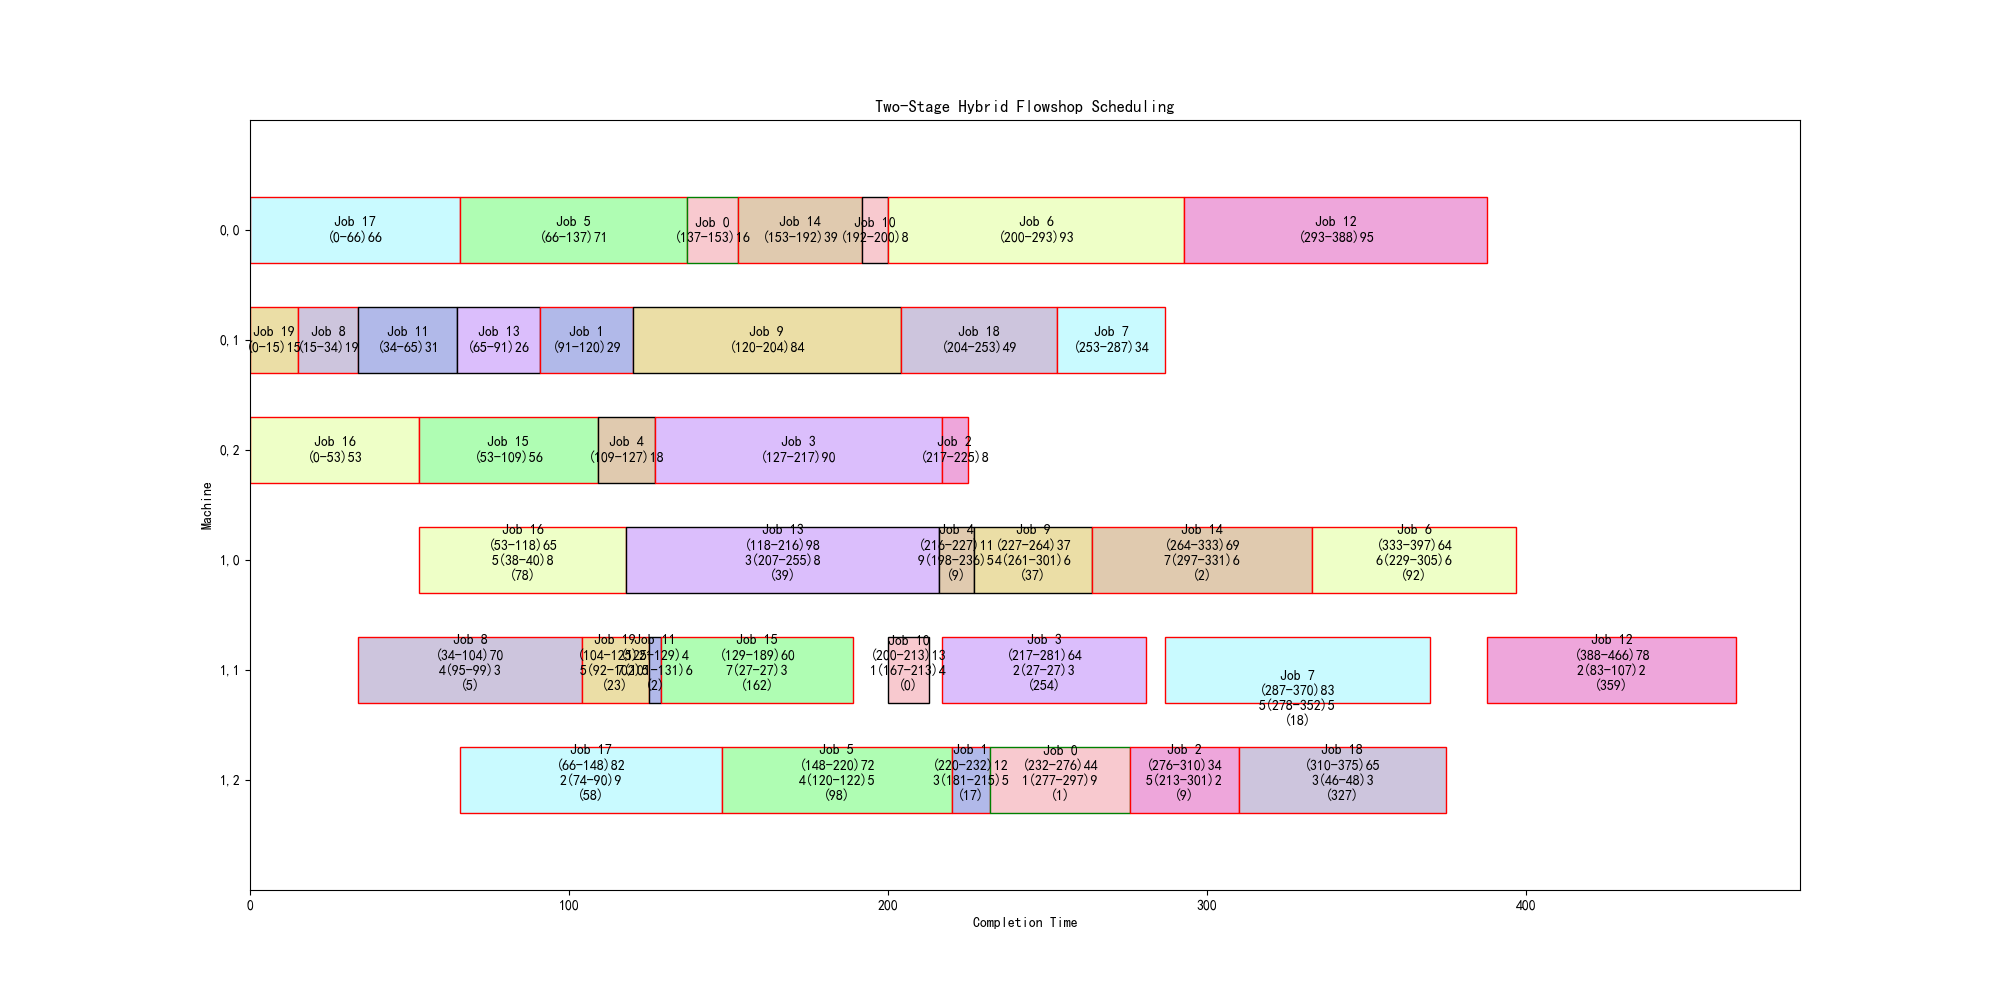 Two-Stage Hybrid Flowshop Scheduling
0,0
Job 17
(0-66)66
Job 5
(66-137)71
Job 0
(137-153)16
Job 14
(153-192)39
Job 10
(192-200)8
Job 6
(200-293)93
Job 12
(293-388)95
0,1
Job 19
(0-15)15
Job 8
(15-34)19
Job 11
(34-65)31
Job 13
(65-91)26
Job 1
(91-120)29
Job 9
(120-204)84
Job 18
(204-253)49
Job 7
(253-287)34
0,2
Job 16
(0-53)53
Job 15
(53-109)56
Job 4
(109-127)18
Job 3
(127-217)90
Job 2
(217-225)8
Machine
1,0
Job 16
(53-118)65
5(38-40)8
(78)
Job 13
(118-216)98
3(207-255)8
(39)
Job 4
(216-227)11
9(198-236)5
(9)
Job 9
(227-264)37
4(261-301)6
(37)
Job 14
(264-333)69
7(297-331)6
(2)
Job 6
(333-397)64
6(229-305)6
(92)
1,1
Job 8
(34-104)70
4(95-99)3
(5)
Job 19
(23)
Job 11
(2)
Job 15
(129-189)60
7(27-27)3
(162)
Job 10
(200-213)13
1(167-213)4
(0)
Job 3
(217-281)64
2(27-27)3
(254)
Job 7
(287-370)83
5(278-352)5
(18)
Job 12
(388-466)78
2(83-107)2
(359)
1,2
Job 17
(66-148)82
2(74-90)9
(58)
Job 5
(148-220)72
4(120-122)5
(98)
Job 1
(220-232)12
3(181-215)5
(17)
Job 0
(232-276)44
1(277-297)9
(1)
Job 2
(276-310)34
5(213-301)2
(9)
Job 18
(310-375)65
3(46-48)3
(327)
0
100
200
300
400
Completion Time